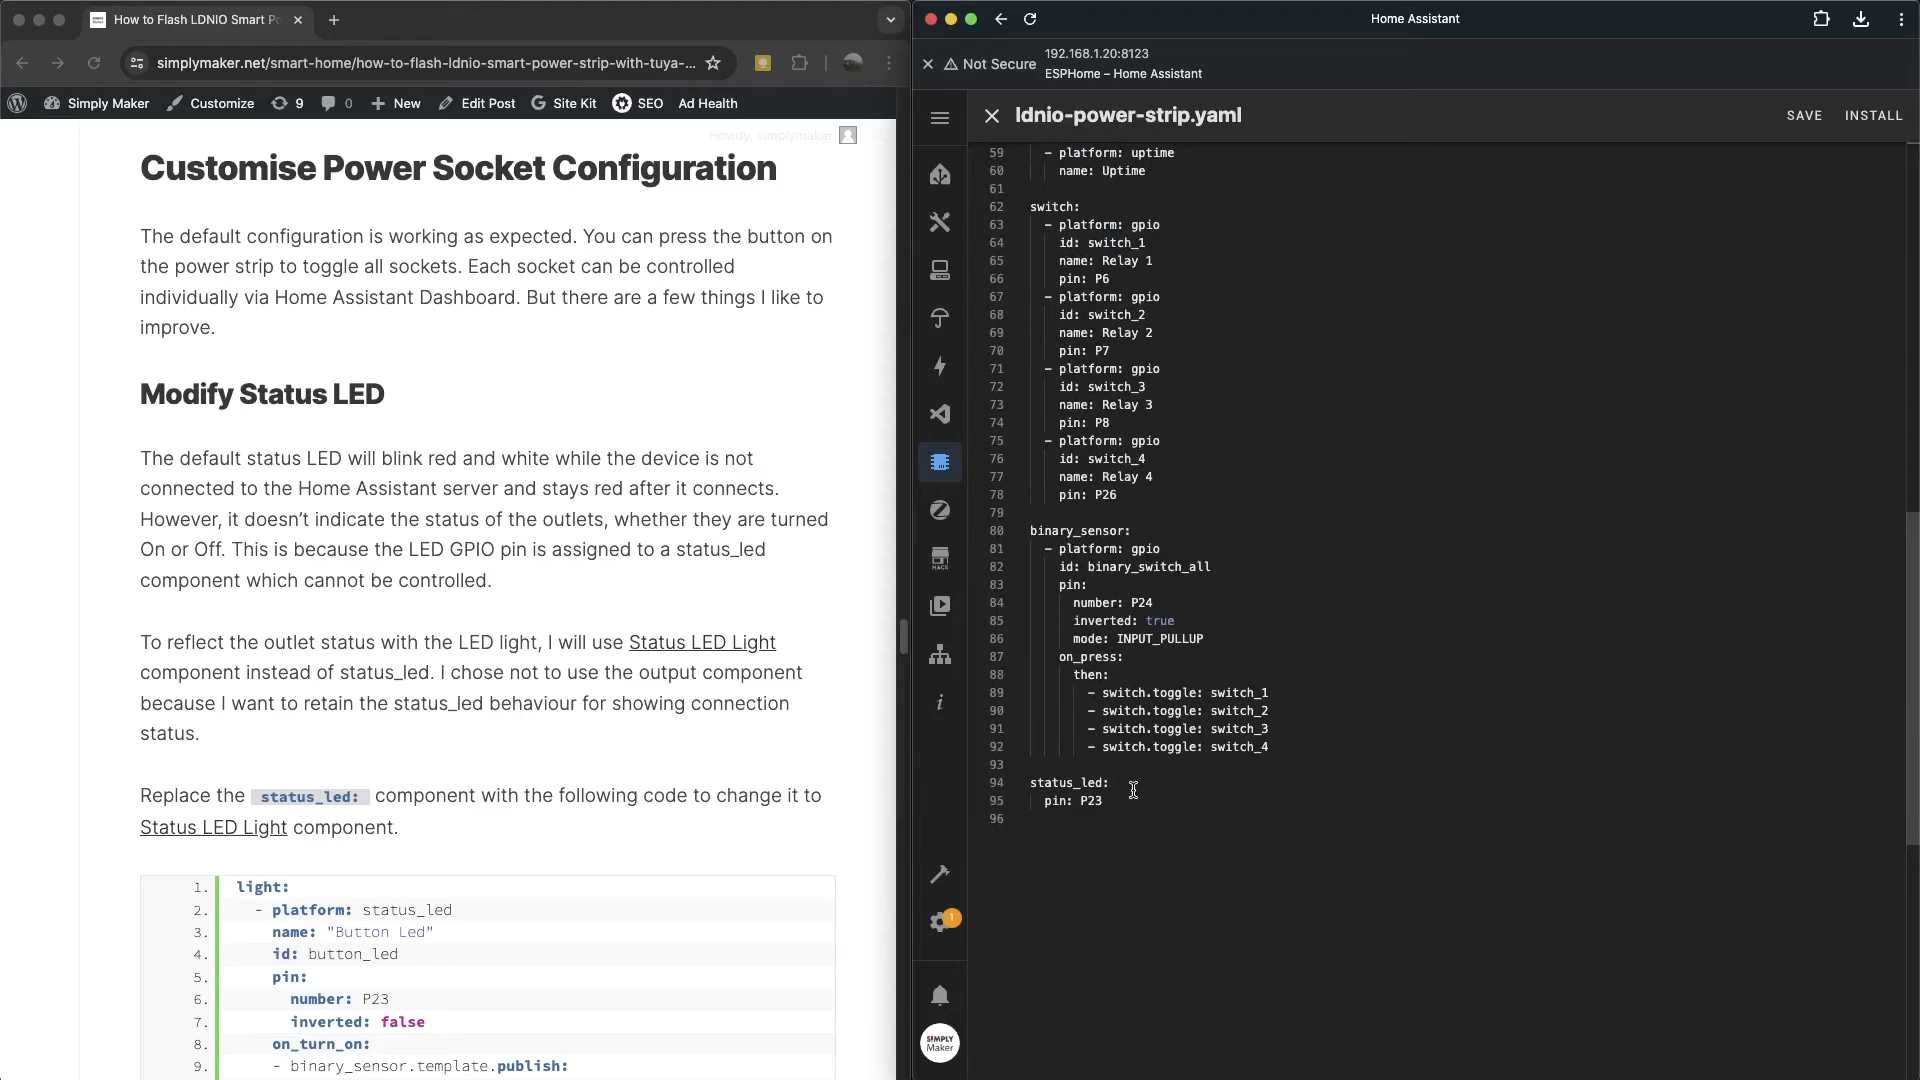 How to Flash LDNIO Smart Po
simplymaker.net/smart-home/how-to-flash-ldnio-smart-power-strip-with-tuya-...
Simply Maker
Customize
9
0
New
Edit Post
Site Kit
SEO
Ad Health
Howdy, simplymaker
Customise Power Socket Configuration
The default configuration is working as expected. You can press the button on
the power strip to toggle all sockets. Each socket can be controlled
individually via Home Assistant Dashboard. But there are a few things I like to
improve.
Modify Status LED
The default status LED will blink red and white while the device is not
connected to the Home Assistant server and stays red after it connects.
However, it doesn’t indicate the status of the outlets, whether they are turned
On or Off. This is because the LED GPIO pin is assigned to a status_led
component which cannot be controlled.
To reflect the outlet status with the LED light, I will use Status LED Light
component instead of status_led. I chose not to use the output component
because I want to retain the status_led behaviour for showing connection
status.
Replace the status_led: component with the following code to change it to
Status LED Light component.
1. light:
2. - platform: status_led
3. name: "Button Led"
4. id: button_led
5. pin:
6. number: P23
7. inverted: false
8. on_turn_on:
9. - binary_sensor.template.publish:
Home Assistant
Not Secure
192.168.1.20:8123
ESPHome – Home Assistant
ldnio-power-strip.yaml
SAVE
INSTALL
59 - platform: uptime
60 name: Uptime
61
62 switch:
63 - platform: gpio
64 id: switch_1
65 name: Relay 1
66 pin: P6
67 - platform: gpio
68 id: switch_2
69 name: Relay 2
70 pin: P7
71 - platform: gpio
72 id: switch_3
73 name: Relay 3
74 pin: P8
75 - platform: gpio
76 id: switch_4
77 name: Relay 4
78 pin: P26
79
80 binary_sensor:
81 - platform: gpio
82 id: binary_switch_all
83 pin:
84 number: P24
85 inverted: true
86 mode: INPUT_PULLUP
87 on_press:
88 then:
89 - switch.toggle: switch_1
90 - switch.toggle: switch_2
91 - switch.toggle: switch_3
92 - switch.toggle: switch_4
93
94 status_led:
95 pin: P23
96
HACS
1
SIMPLY
Maker